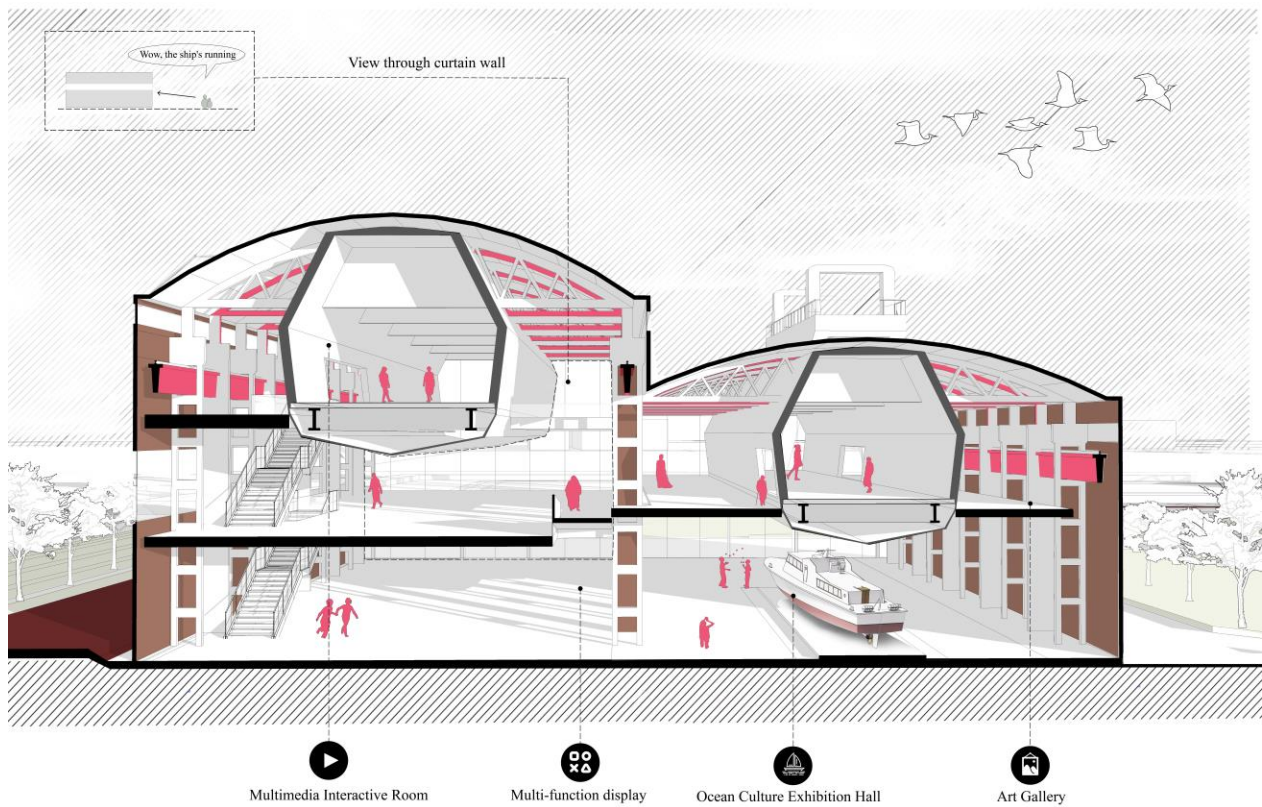 Wow, the ship's running
View through curtain wall
Multimedia Interactive Room
Multi-function display
Ocean Culture Exhibition Hall
Art Gallery